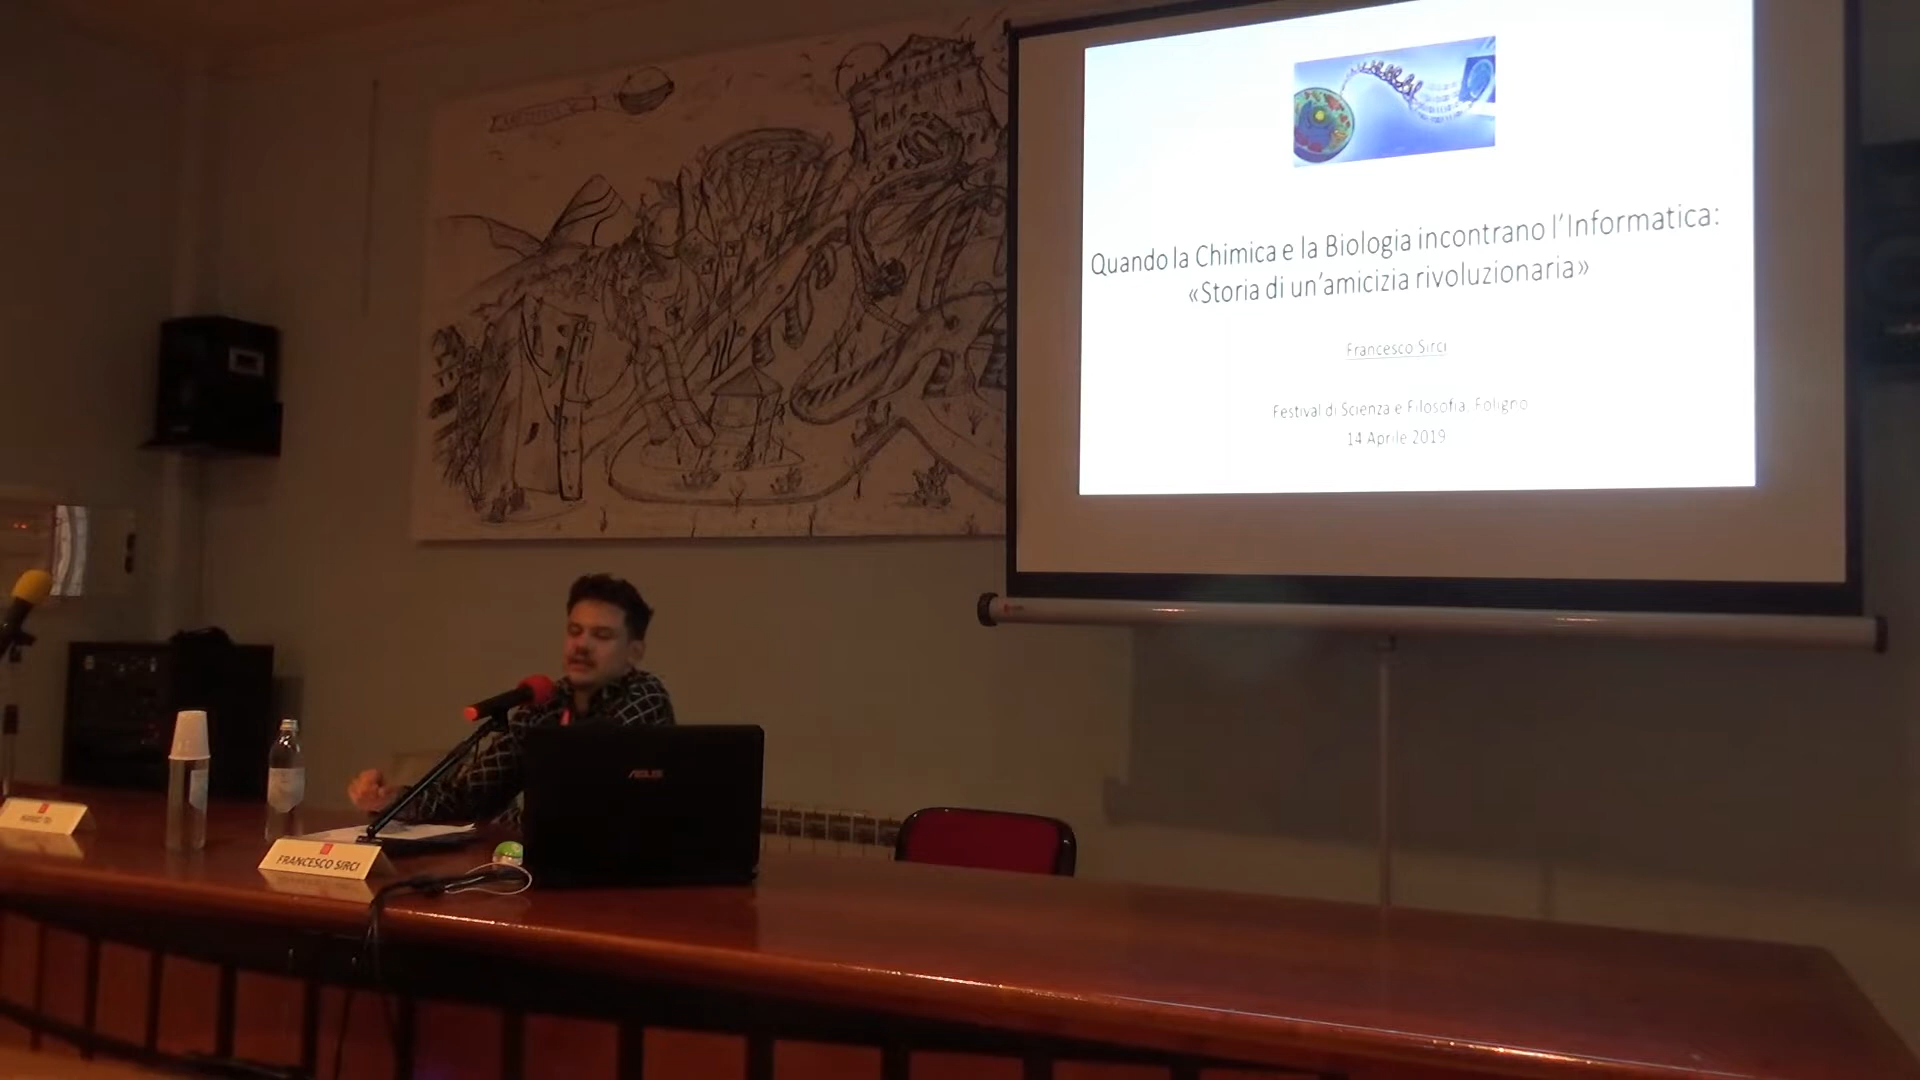 Quando la Chimica e la Biologia incontrano l'Informatica:
«Storia di un'amicizia rivoluzionaria»
Francesco Sirci
Festival di Scienza e Filosofia, Foligno
14 Aprile 2019
ASUS
FRANCESCO SIRCI